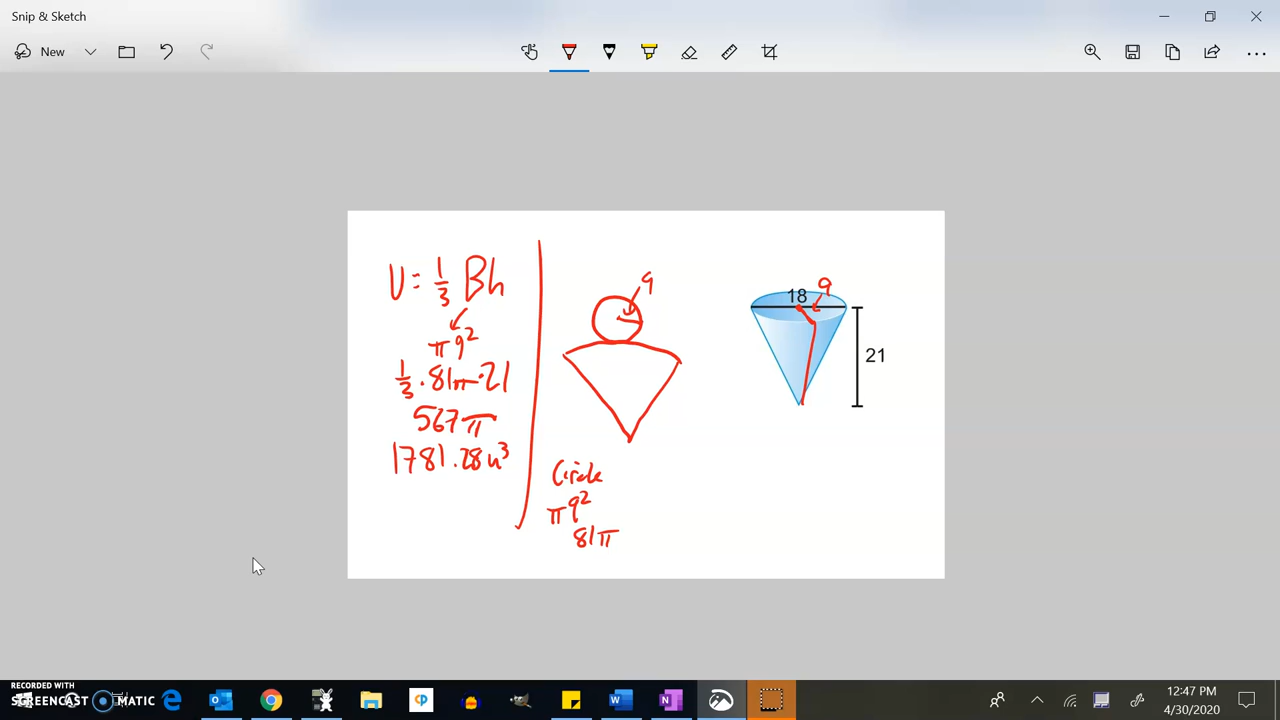 Snip & Sketch
New
V = 1/3 Bh
π9²
1/3 · 81π · 21
567π
1781.28u³
9
Circle
π9²
81π
18
9
21
RECORDED WITH
SCREENCAST MATIC
12:47 PM
4/30/2020